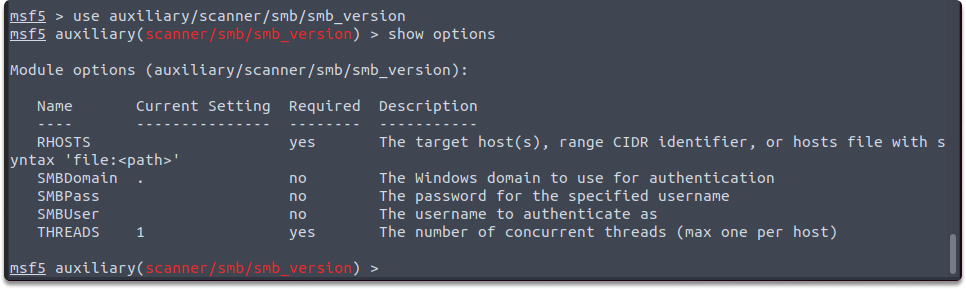 msf5 > use auxiliary/scanner/smb/smb_version
msf5 auxiliary(scanner/smb/smb_version) > show options
Module options (auxiliary/scanner/smb/smb_version):
Name Current Setting Required Description
---- --------------- -------- -----------
RHOSTS yes The target host(s), range CIDR identifier, or hosts file with s
yntax 'file:<path>'
SMBDomain . no The Windows domain to use for authentication
SMBPass no The password for the specified username
SMBUser no The username to authenticate as
THREADS 1 yes The number of concurrent threads (max one per host)
msf5 auxiliary(scanner/smb/smb_version) >